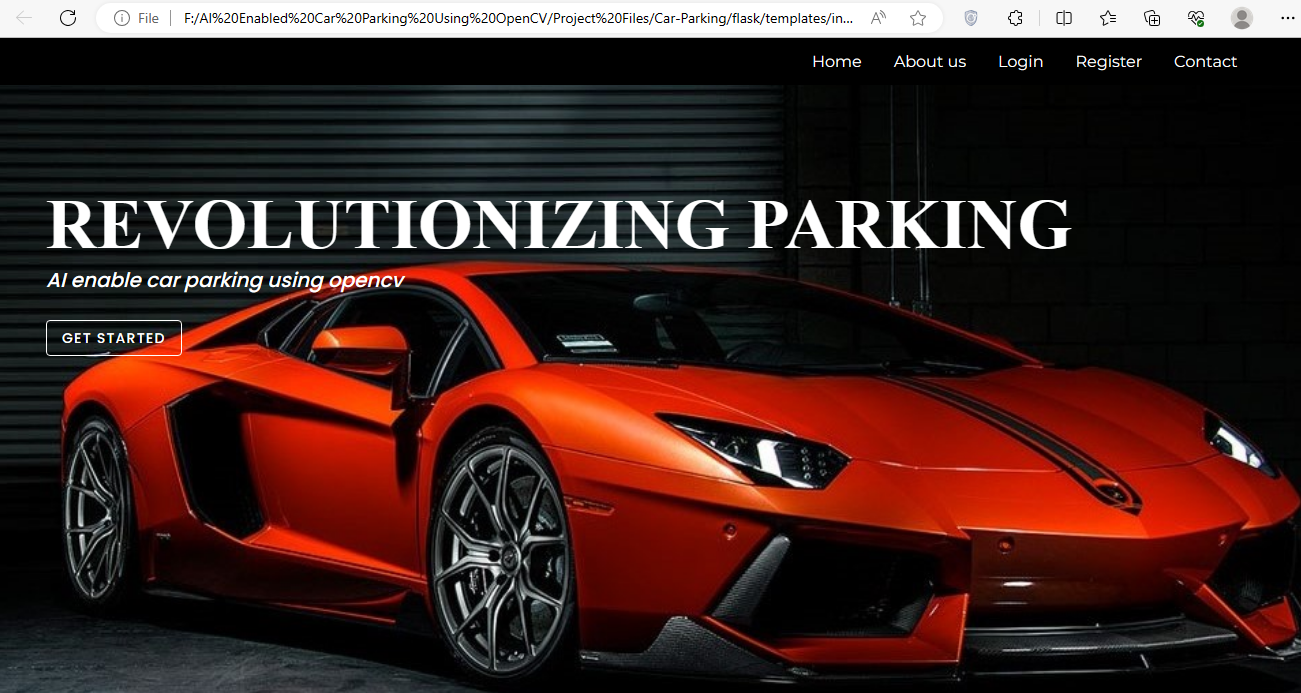 File F:/AI%20Enabled%20Car%20Parking%20Using%20OpenCV/Project%20Files/Car-Parking/flask/templates/in...
Home About us Login Register Contact
REVOLUTIONIZING PARKING
AI enable car parking using opencv
GET STARTED